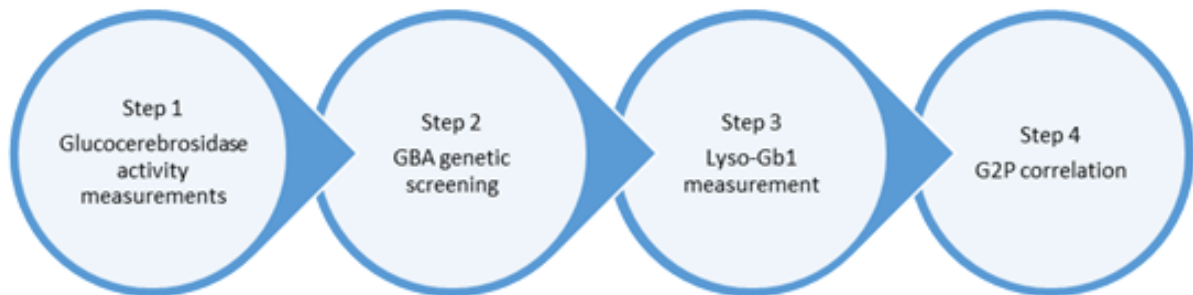 Step 1
Glucocerebrosidase
activity
measurements
Step 2
GBA genetic
screening
Step 3
Lyso-Gb1
measurement
Step 4
G2P correlation